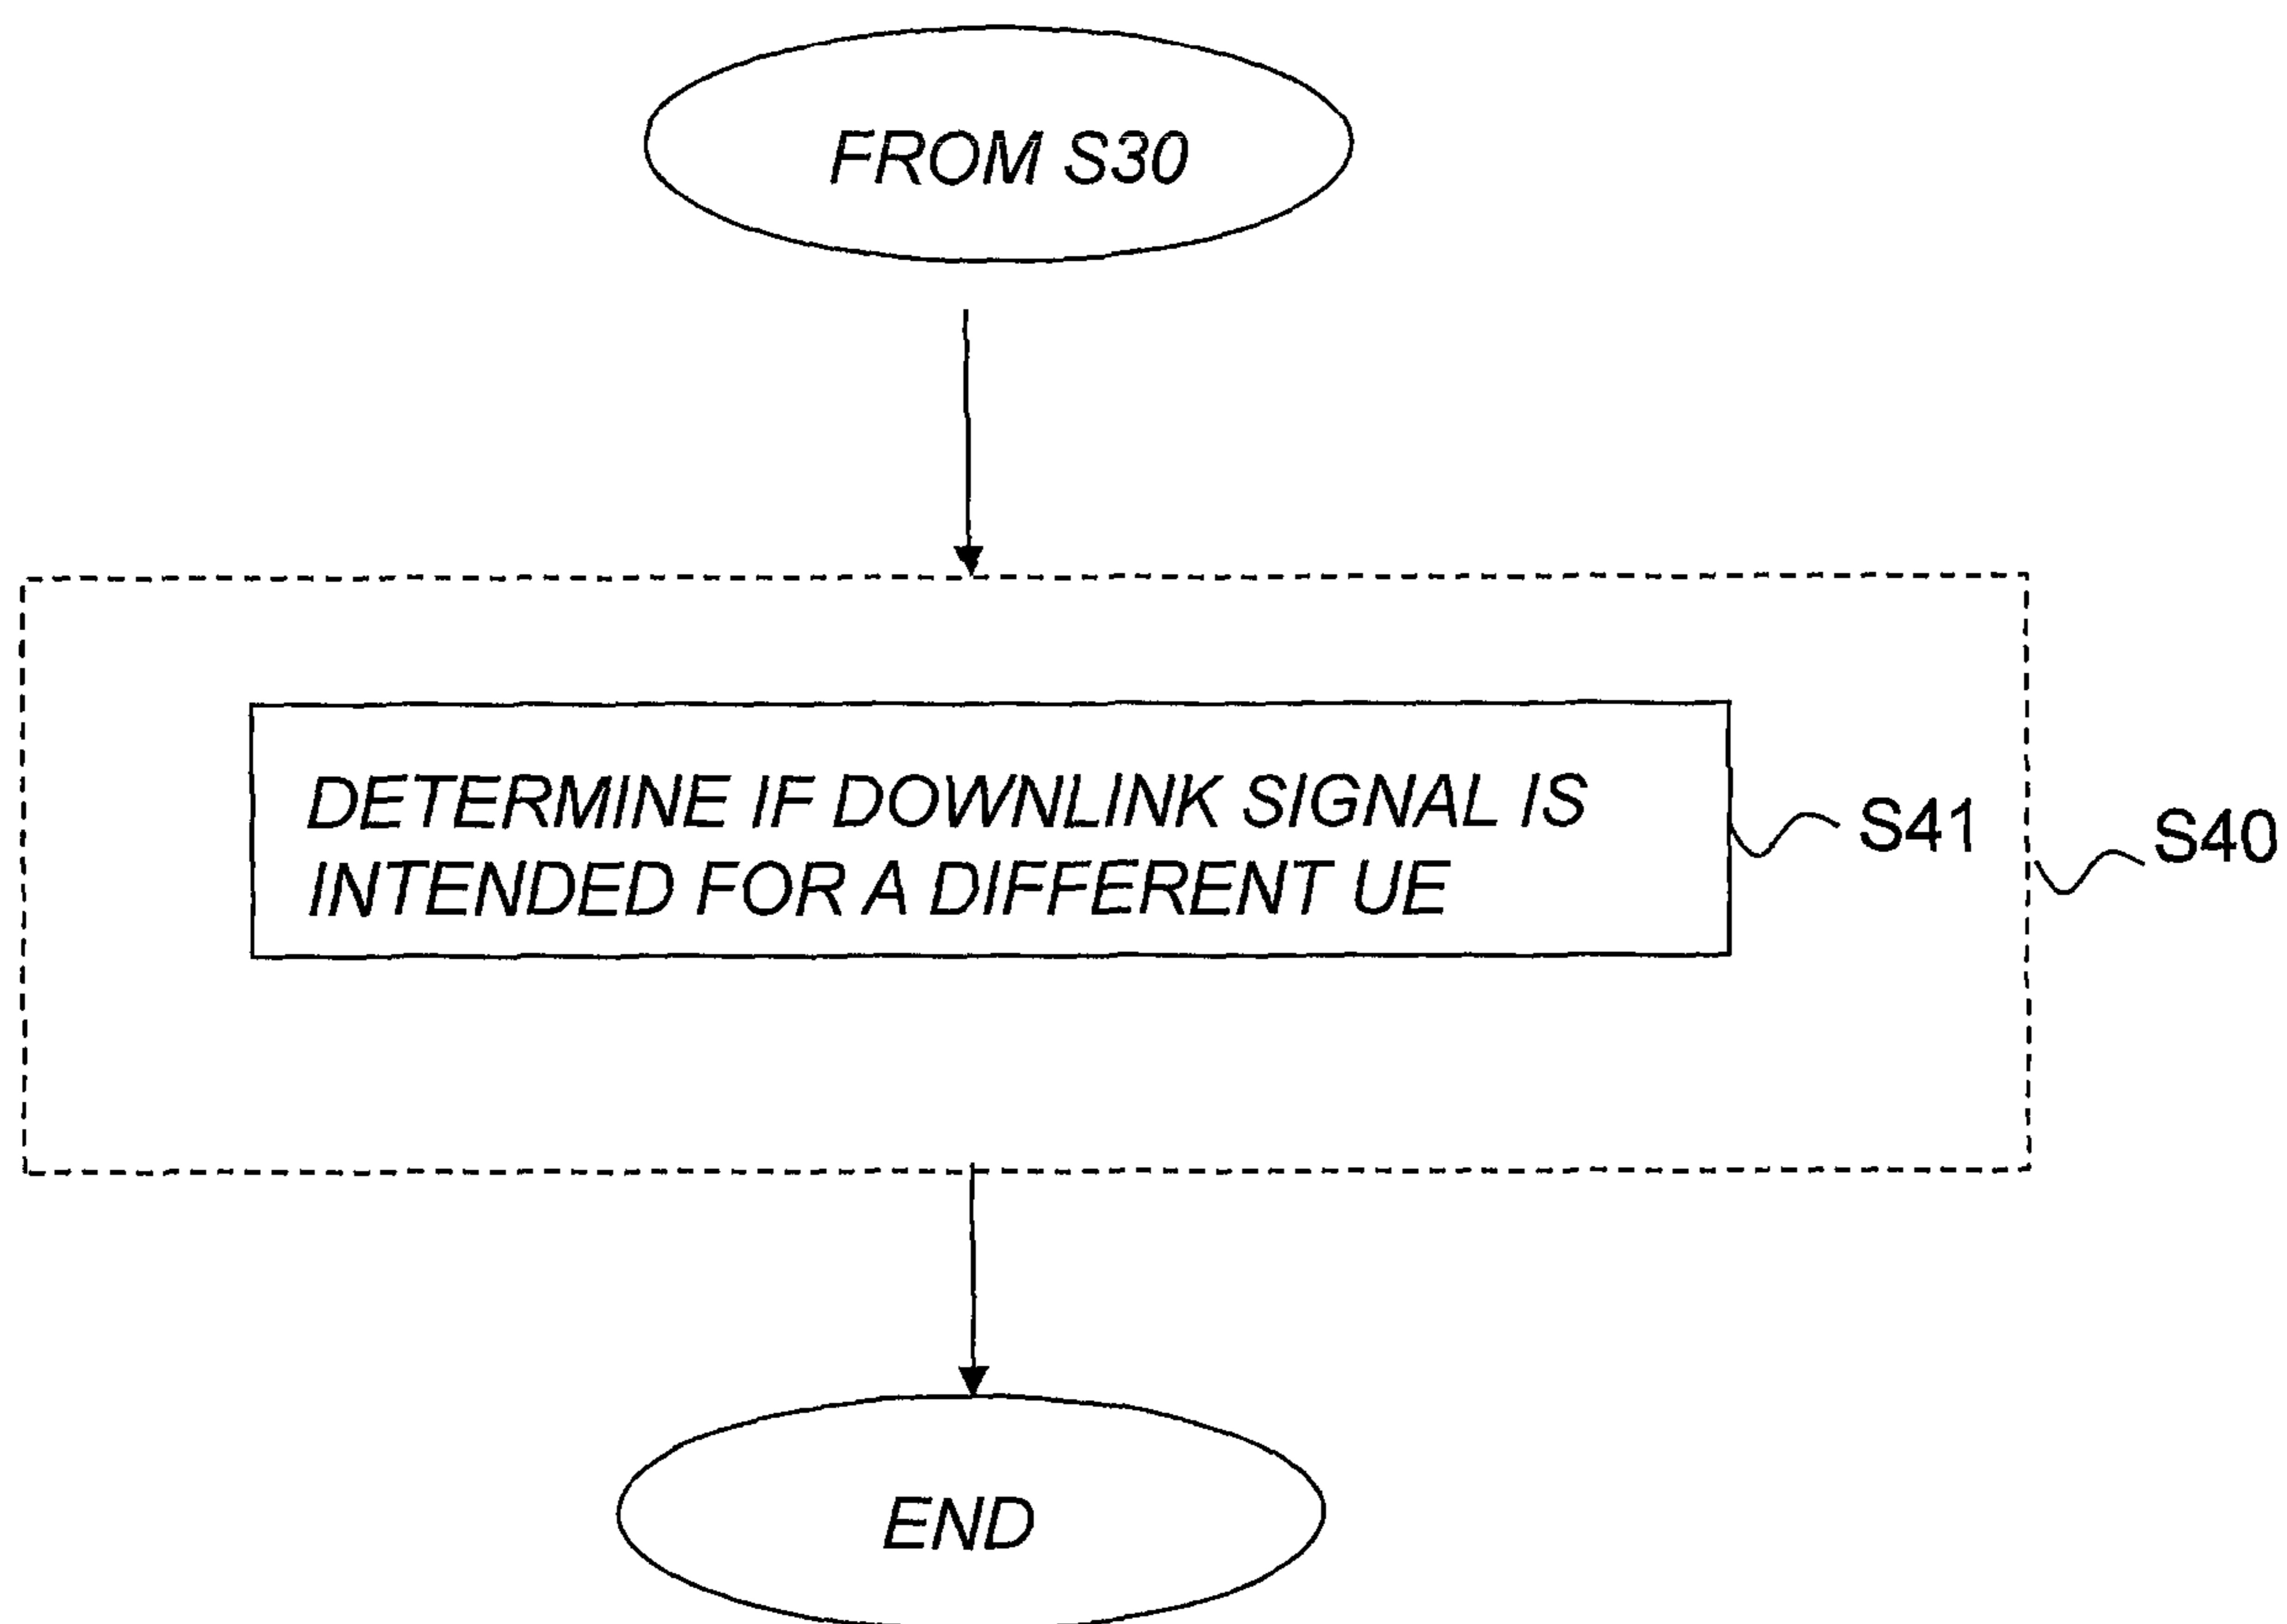 FROM S30
DETERMINE IF DOWNLINK SIGNAL IS
INTENDED FOR A DIFFERENT UE
S41
S40
END